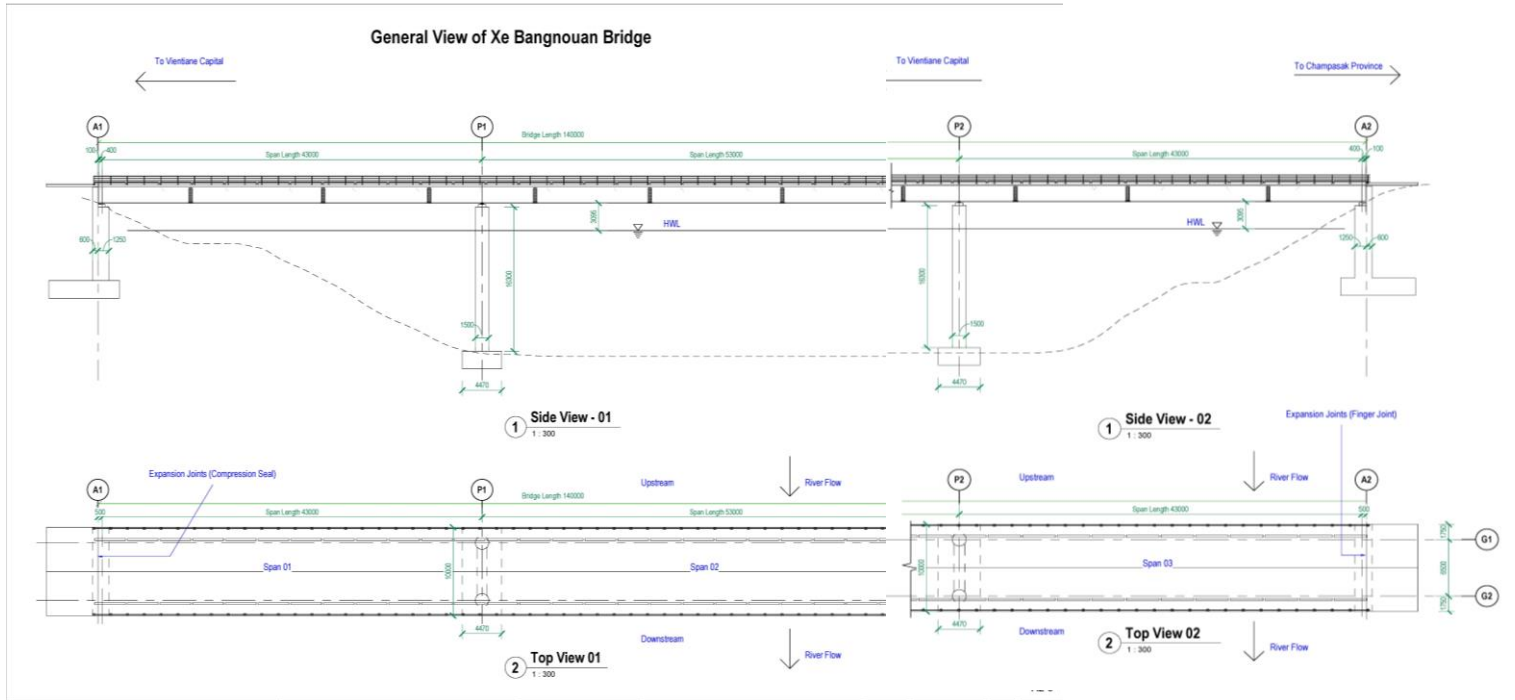 General View of Xe Bangnouan Bridge
To Vientiane Capital
To Vientiane Capital
To Champasak Province
A1
P1
P2
A2
Bridge Length 140000
100
400
Span Length 43000
Span Length 53000
Span Length 43000
400
100
3095
HWL
HWL
3095
600
1250
1250
600
16300
16300
1500
1500
4470
4470
1 Side View - 01
1 : 300
1 Side View - 02
1 : 300
Expansion Joints (Finger Joint)
Expansion Joints (Compression Seal)
A1
P1
Upstream
River Flow
P2
Upstream
River Flow
A2
Bridge Length 140000
500
Span Length 43000
Span Length 53000
Span Length 43000
500
1750
G1
Span 01
10000
Span 02
10000
Span 03
6500
G2
1750
4470
4470
Downstream
River Flow
Downstream
River Flow
2 Top View 01
1 : 300
2 Top View 02
1 : 300